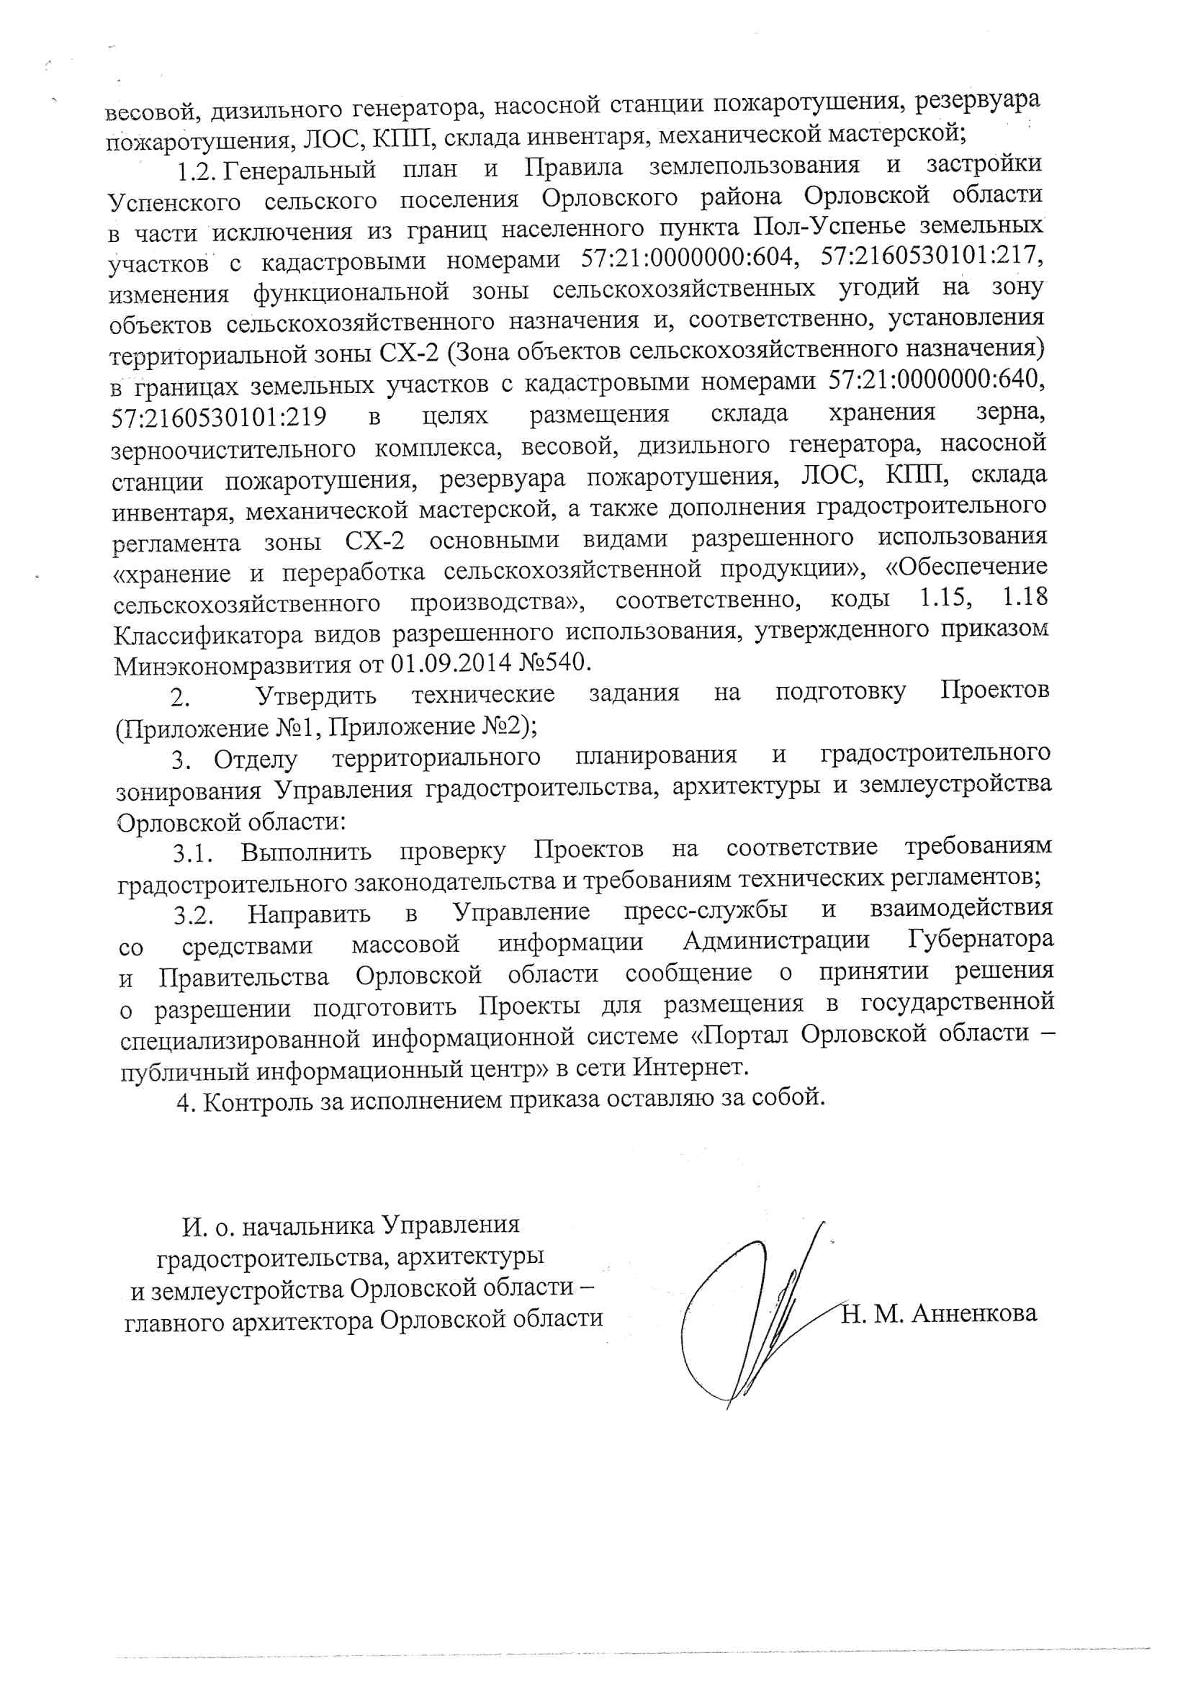 весовой, дизильного генератора, насосной станции пожаротушения, резервуара
пожаротушения, ЛОС, КПП, склада инвентаря, механической мастерской;
1.2. Генеральный план и Правила землепользования и застройки
Успенского сельского поселения Орловского района Орловской области
в части исключения из границ населенного пункта Пол-Успенье земельных
участков с кадастровыми номерами 57:21:0000000:604, 57:2160530101:217,
изменения функциональной зоны сельскохозяйственных угодий на зону
объектов сельскохозяйственного назначения и, соответственно, установления
территориальной зоны СХ-2 (Зона объектов сельскохозяйственного назначения)
в границах земельных участков с кадастровыми номерами 57:21:0000000:640,
57:2160530101:219 в целях размещения склада хранения зерна,
зерноочистительного комплекса, весовой, дизильного генератора, насосной
станции пожаротушения, резервуара пожаротушения, ЛОС, КПП, склада
инвентаря, механической мастерской, а также дополнения градостроительного
регламента зоны СХ-2 основными видами разрешенного использования
«хранение и переработка сельскохозяйственной продукции», «Обеспечение
сельскохозяйственного производства», соответственно, коды 1.15, 1.18
Классификатора видов разрешенного использования, утвержденного приказом
Минэкономразвития от 01.09.2014 №540.
2. Утвердить технические задания на подготовку Проектов
(Приложение №1, Приложение №2);
3. Отделу территориального планирования и градостроительного
зонирования Управления градостроительства, архитектуры и землеустройства
Орловской области:
3.1. Выполнить проверку Проектов на соответствие требованиям
градостроительного законодательства и требованиям технических регламентов;
3.2. Направить в Управление пресс-службы и взаимодействия
со средствами массовой информации Администрации Губернатора
и Правительства Орловской области сообщение о принятии решения
о разрешении подготовить Проекты для размещения в государственной
специализированной информационной системе «Портал Орловской области –
публичный информационный центр» в сети Интернет.
4. Контроль за исполнением приказа оставляю за собой.
И. о. начальника Управления
градостроительства, архитектуры
и землеустройства Орловской области –
главного архитектора Орловской области
Н. М. Анненкова